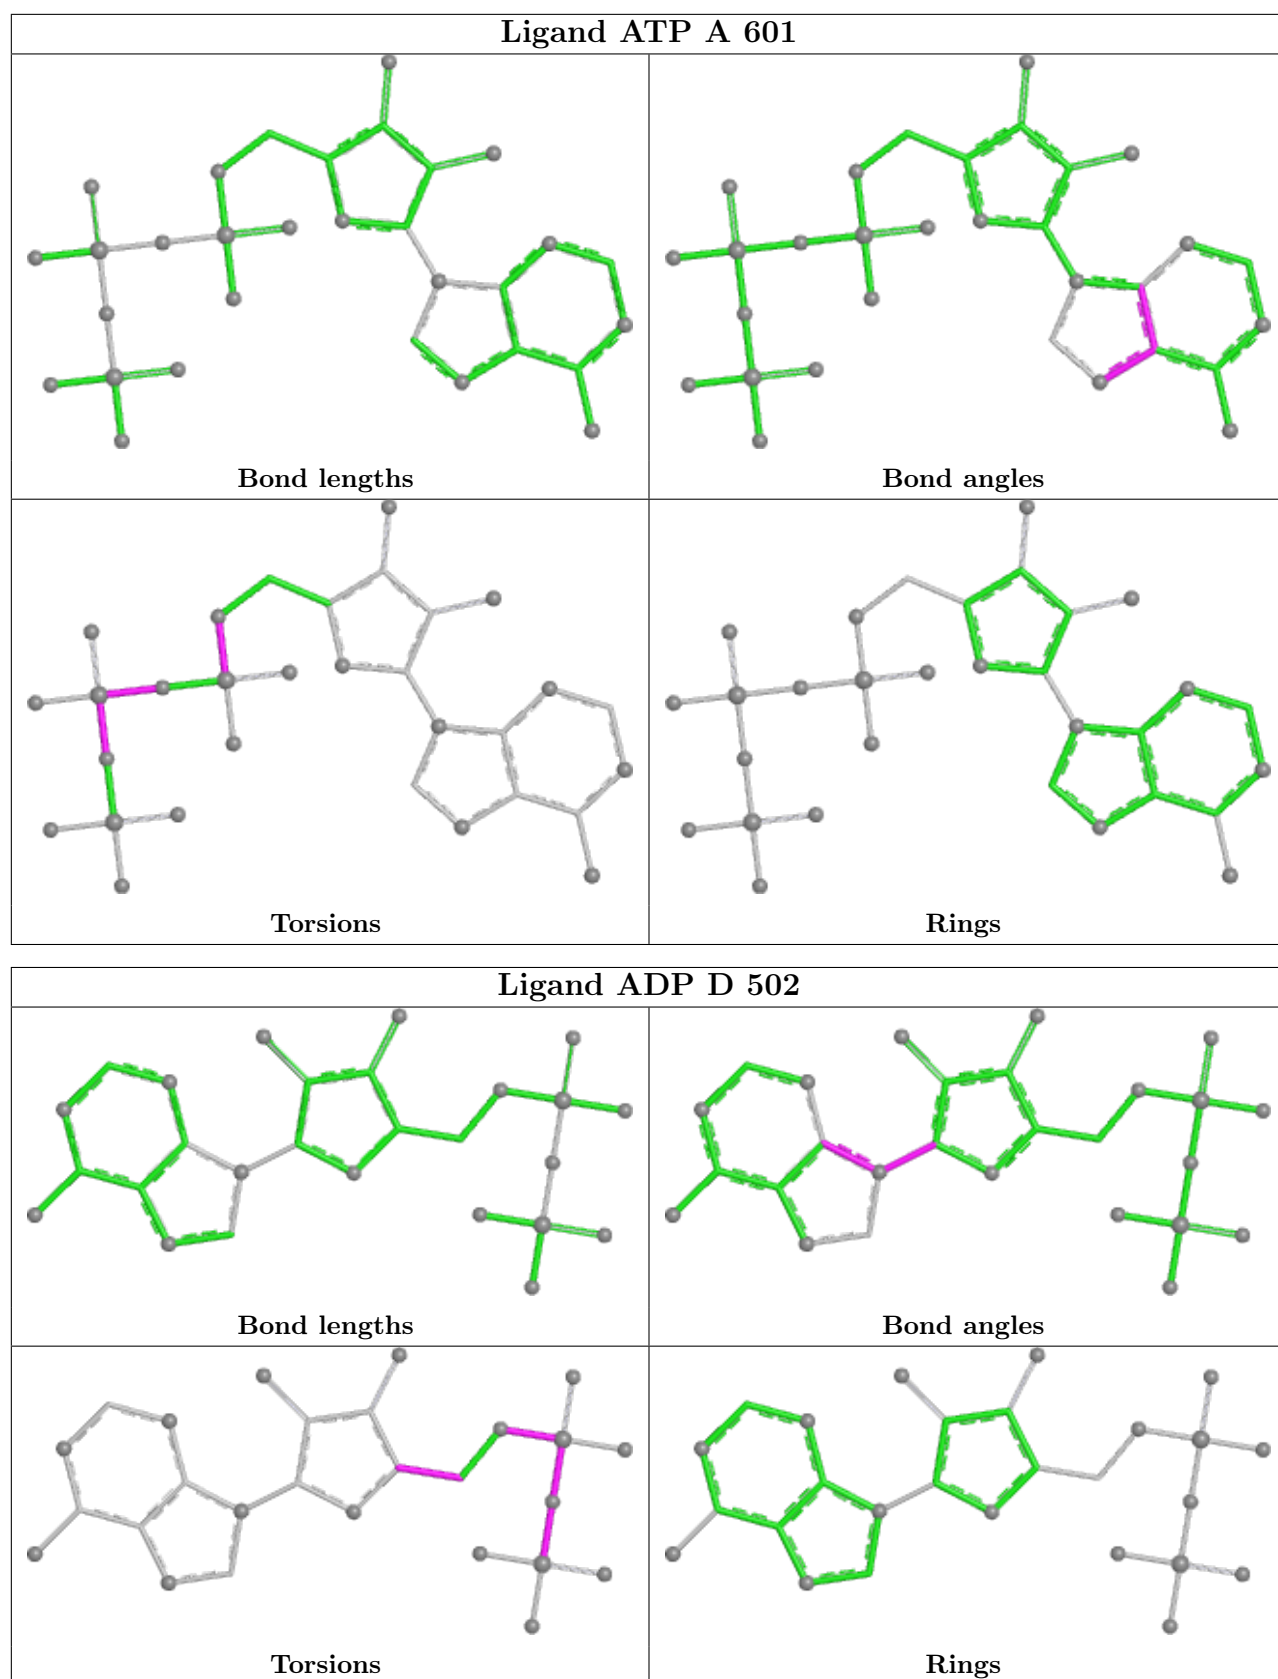 Ligand ATP A 601
Bond lengths
Bond angles
Torsions
Rings
Ligand ADP D 502
Bond lengths
Bond angles
Torsions
Rings